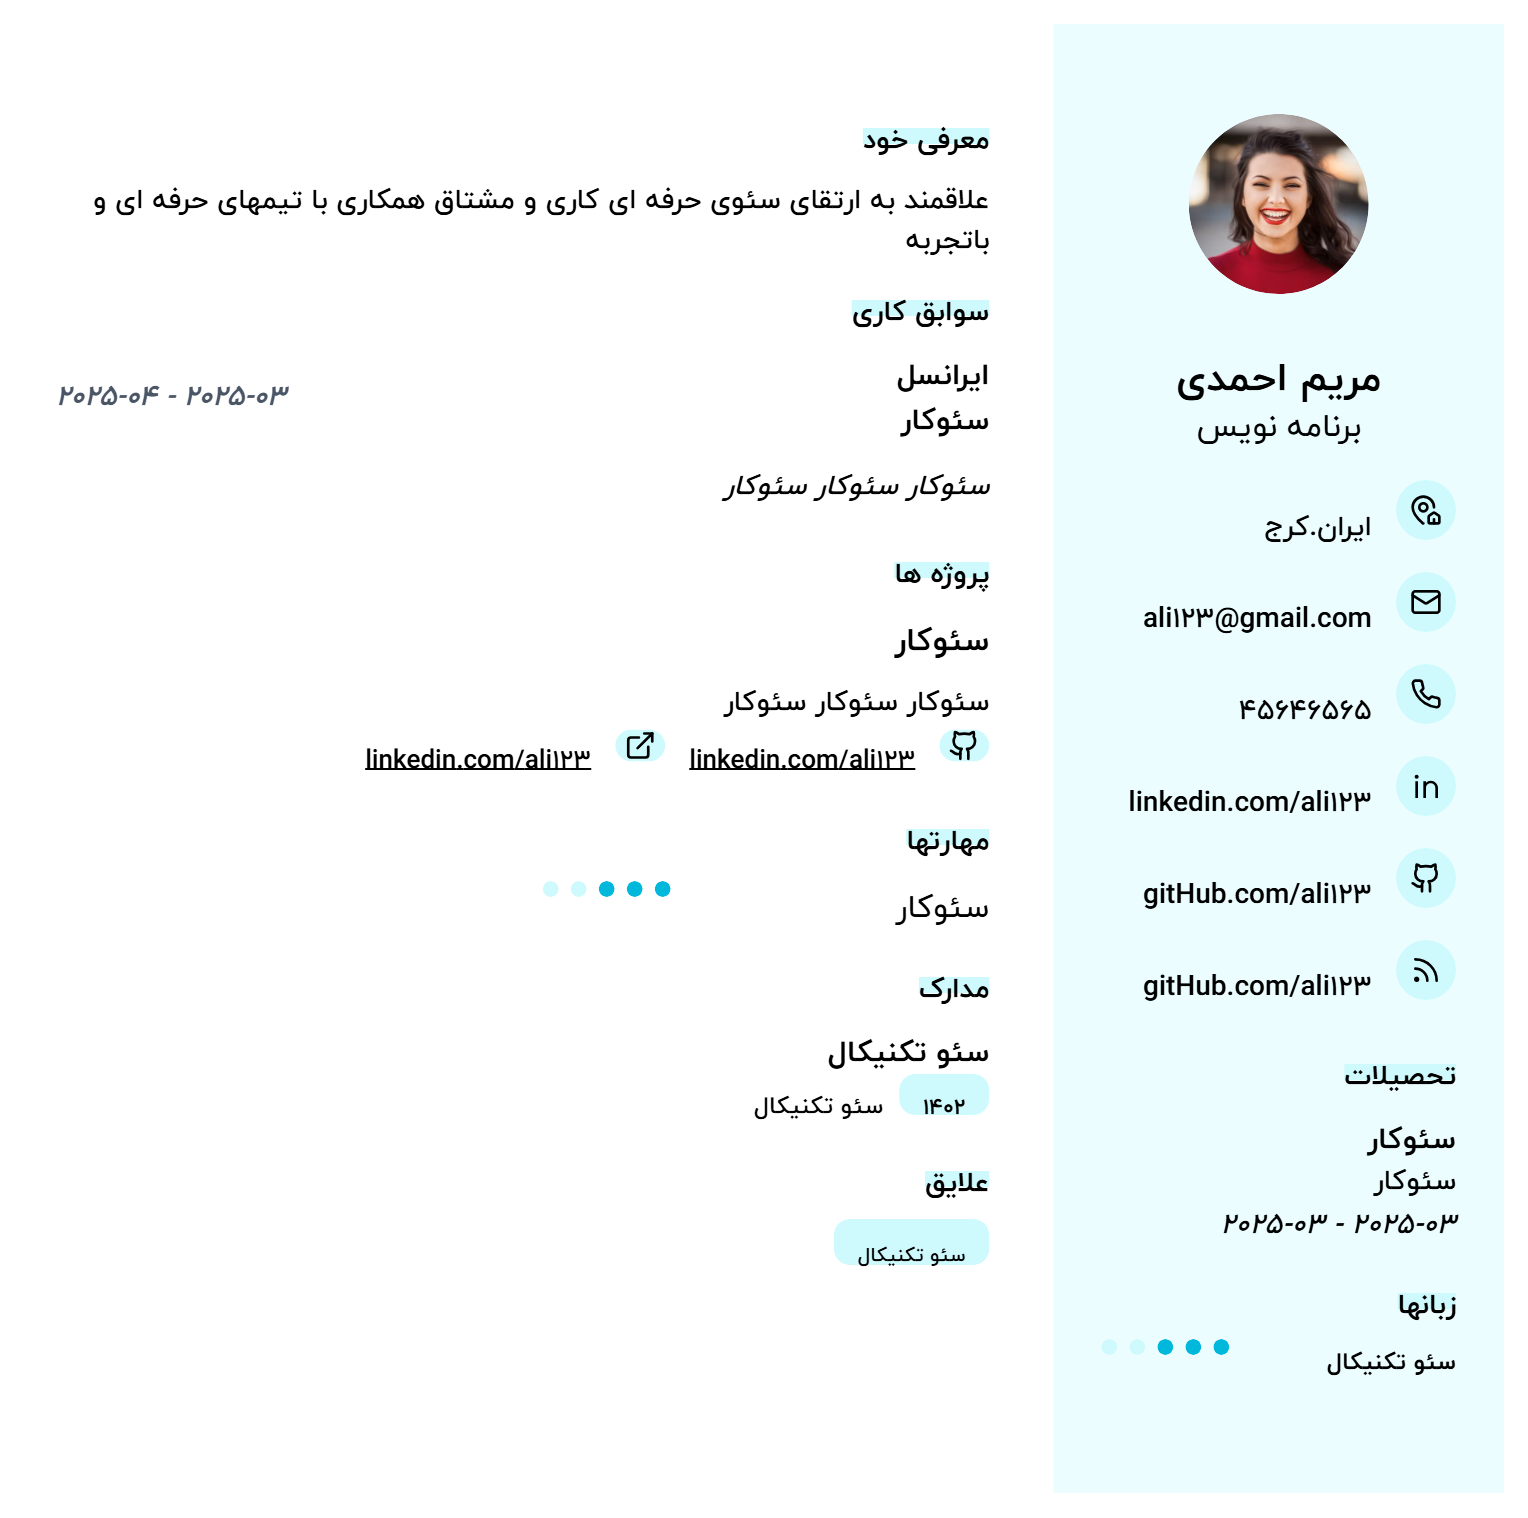 مریم احمدی
برنامه نویس
ایران.کرج
ali۱۲۳@gmail.com
۴۵۶۴۶۵۶۵
in
linkedin.com/ali۱۲۳
gitHub.com/ali۱۲۳
gitHub.com/ali۱۲۳
تحصیلات
سئوکار
سئوکار
۲۰۲۵-۰۳ - ۲۰۲۵-۰۳
زبانها
سئو تکنیکال
معرفی خود
علاقمند به ارتقای سئوی حرفه ای کاری و مشتاق همکاری با تیمهای حرفه ای و
باتجربه
سوابق کاری
ایرانسل
۲۰۲۵-۰۴ - ۲۰۲۵-۰۳
سئوکار
سئوکار سئوکار سئوکار
پروژه ها
سئوکار
سئوکار سئوکار سئوکار
linkedin.com/ali۱۲۳ linkedin.com/ali۱۲۳
مهارتها
سئوکار
مدارک
سئو تکنیکال
۱۴۰۲ سئو تکنیکال
علایق
سئو تکنیکال